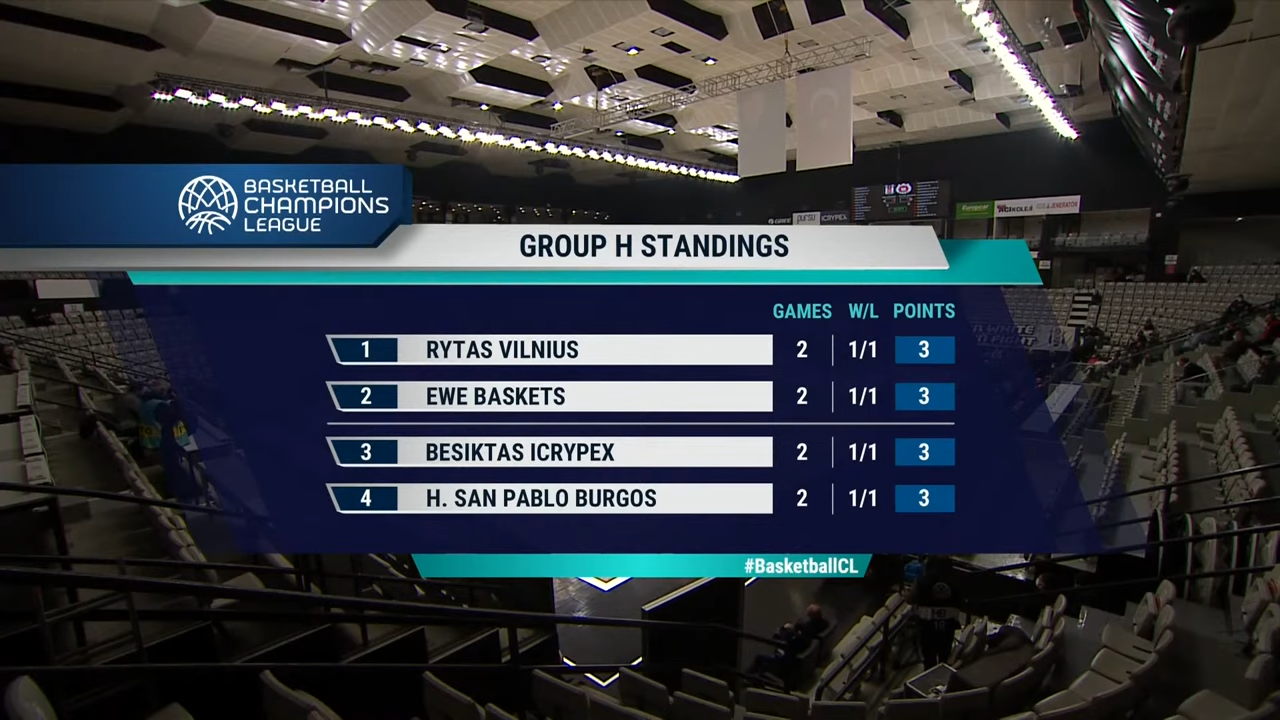 BASKETBALL
CHAMPIONS
LEAGUE
GROUP H STANDINGS
GAMES W/L POINTS
1 RYTAS VILNIUS 2 1/1 3
2 EWE BASKETS 2 1/1 3
3 BESIKTAS ICRYPEX 2 1/1 3
4 H. SAN PABLO BURGOS 2 1/1 3
#BasketballCL